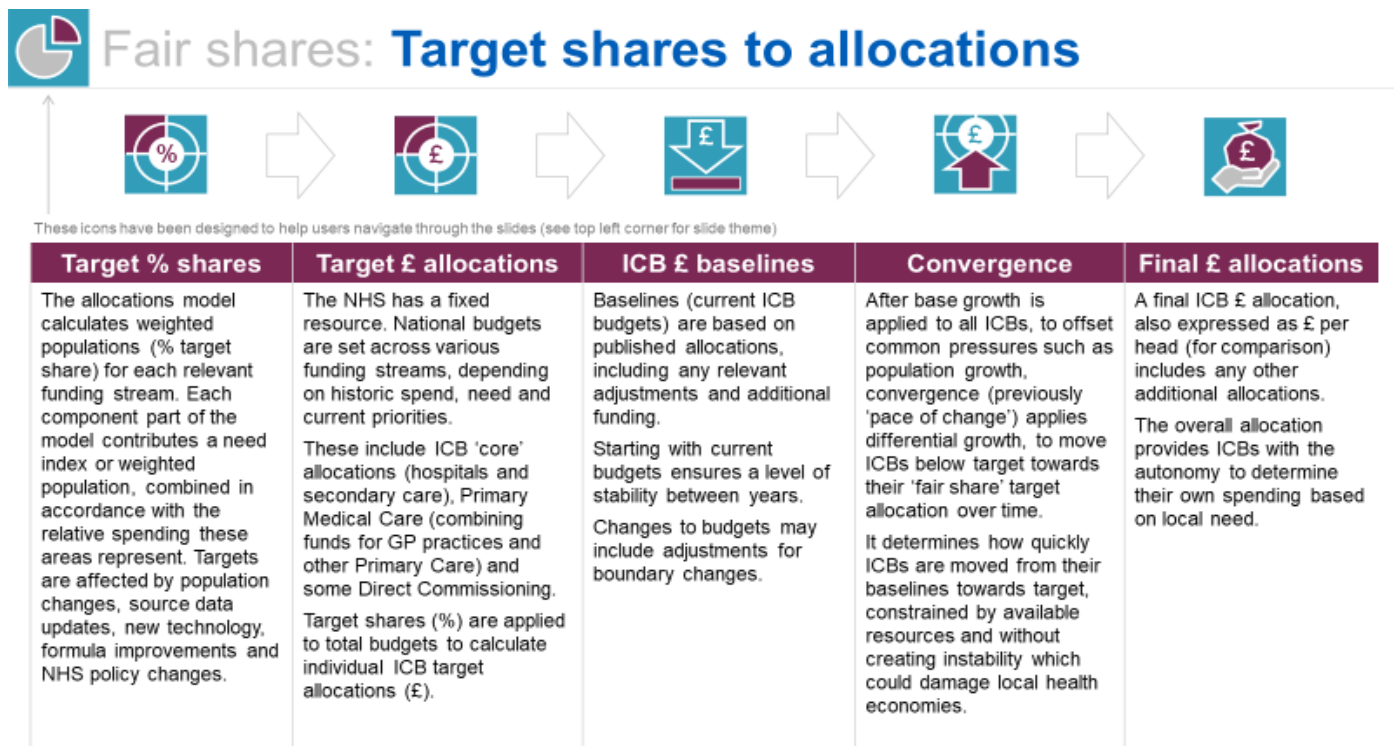 Fair shares: Target shares to allocations
%
£
£
£
£
These icons have been designed to help users navigate through the slides (see top left corner for slide theme)
Target % shares
The allocations model
calculates weighted
populations (% target
share) for each relevant
funding stream. Each
component part of the
model contributes a need
index or weighted
population, combined in
accordance with the
relative spending these
areas represent. Targets
are affected by population
changes, source data
updates, new technology,
formula improvements and
NHS policy changes.
Target £ allocations
The NHS has a fixed
resource. National budgets
are set across various
funding streams, depending
on historic spend, need and
current priorities.
These include ICB ‘core’
allocations (hospitals and
secondary care), Primary
Medical Care (combining
funds for GP practices and
other Primary Care) and
some Direct Commissioning.
Target shares (%) are applied
to total budgets to calculate
individual ICB target
allocations (£).
ICB £ baselines
Baselines (current ICB
budgets) are based on
published allocations,
including any relevant
adjustments and additional
funding.
Starting with current
budgets ensures a level of
stability between years.
Changes to budgets may
include adjustments for
boundary changes.
Convergence
After base growth is
applied to all ICBs, to offset
common pressures such as
population growth,
convergence (previously
‘pace of change’) applies
differential growth, to move
ICBs below target towards
their ‘fair share’ target
allocation over time.
It determines how quickly
ICBs are moved from their
baselines towards target,
constrained by available
resources and without
creating instability which
could damage local health
economies.
Final £ allocations
A final ICB £ allocation,
also expressed as £ per
head (for comparison)
includes any other
additional allocations.
The overall allocation
provides ICBs with the
autonomy to determine
their own spending based
on local need.